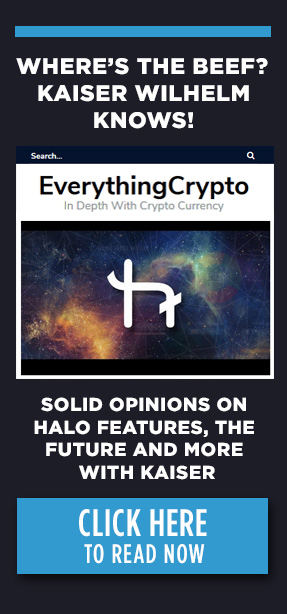 WHERE'S THE BEEF?
KAISER WILHELM
KNOWS!
Search...
EverythingCrypto
In Depth With Crypto Currency
SOLID OPINIONS ON
HALO FEATURES, THE
FUTURE AND MORE
WITH KAISER
CLICK HERE
TO READ NOW